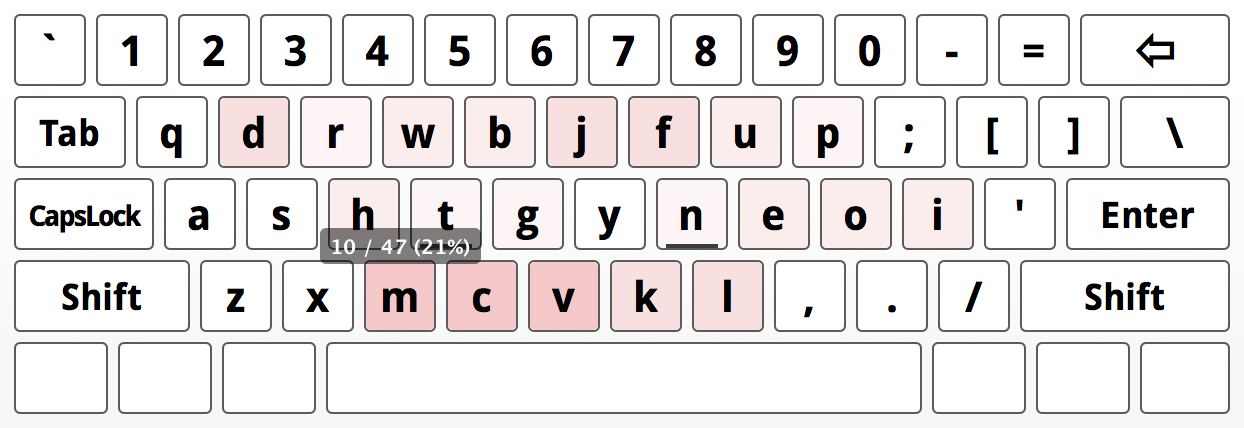 ` 1 2 3 4 5 6 7 8 9 0 - = ⇦
Tab q d r w b j f u p ; [ ] \
CapsLock a s h t g y n e o i ' Enter
10 / 47 (21%)
Shift z x m c v k l , . / Shift